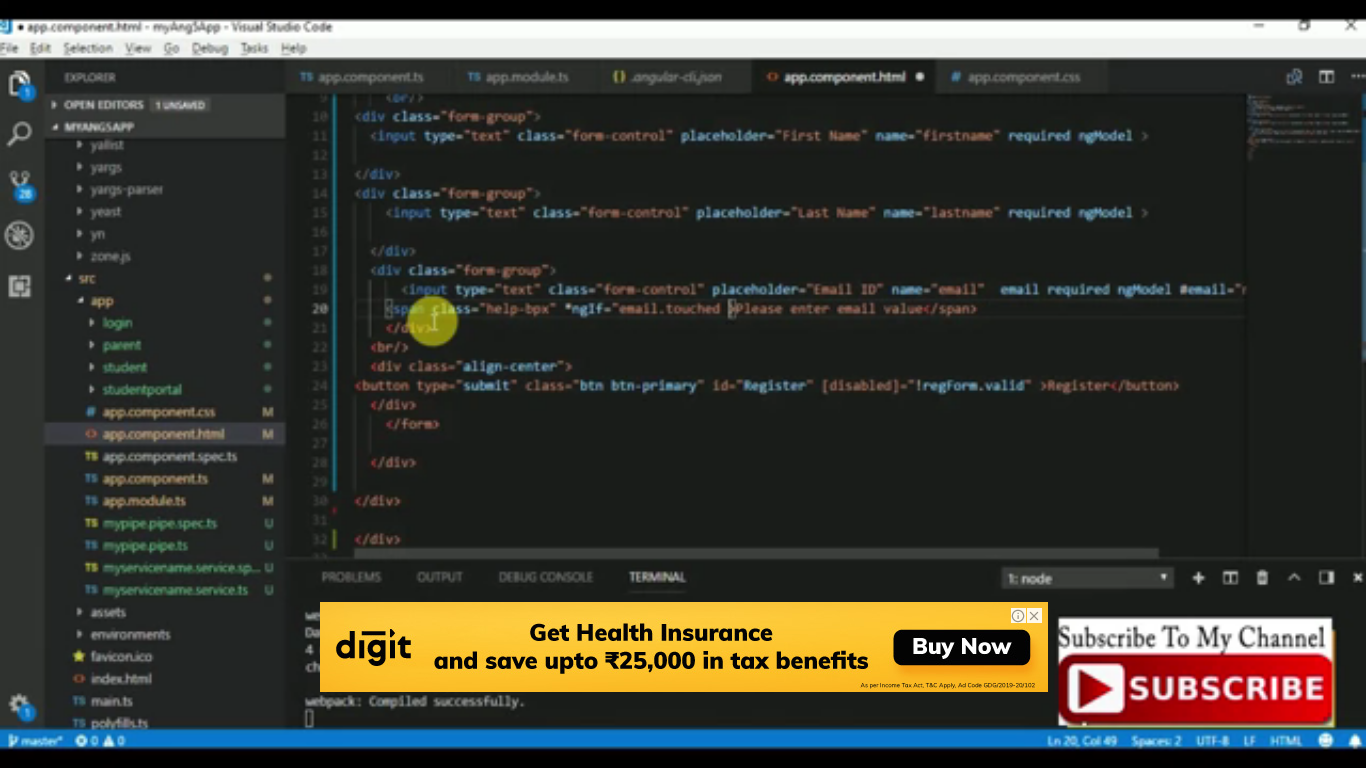 app.component.html - myAng5App - Visual Studio Code
File Edit Selection View Go Debug Tasks Help
EXPLORER
TS app.component.ts
TS app.module.ts
{} .angular-cli.json
<> app.component.html
# app.component.css
OPEN EDITORS 1 UNSAVED
MYANG5APP
yallist
yargs
yargs-parser
yeast
yn
zone.js
src
app
login
parent
student
studentportal
# app.component.css M
<> app.component.html M
TS app.component.spec.ts
TS app.component.ts M
TS app.module.ts M
TS mypipe.pipe.spec.ts U
TS mypipe.pipe.ts U
TS myservicename.service.sp... U
TS myservicename.service.ts U
assets
environments
favicon.ico
<> index.html
TS main.ts
TS polyfills.ts
9 <br/>
10 <div class="form-group">
11 <input type="text" class="form-control" placeholder="First Name" name="firstname" required ngModel >
12
13 </div>
14 <div class="form-group">
15 <input type="text" class="form-control" placeholder="Last Name" name="lastname" required ngModel >
16
17 </div>
18 <div class="form-group">
19 <input type="text" class="form-control" placeholder="Email ID" name="email" email required ngModel #email="n
20 <span class="help-bpx" *ngIf="email.touched >Please enter email value</span>
21 </div>
22 <br/>
23 <div class="align-center">
24 <button type="submit" class="btn btn-primary" id="Register" [disabled]="!regForm.valid" >Register</button>
25 </div>
26 </form>
27
28 </div>
29
30 </div>
31
32 </div>
PROBLEMS OUTPUT DEBUG CONSOLE TERMINAL
1: node
webpack: Compiled successfully.
digit
Get Health Insurance
and save upto ₹25,000 in tax benefits
Buy Now
As per Income Tax Act, T&C Apply, Ad Code GDG/2019-20/102
Subscribe To My Channel
SUBSCRIBE
master* 0 0
Ln 20, Col 49 Spaces: 2 UTF-8 LF HTML